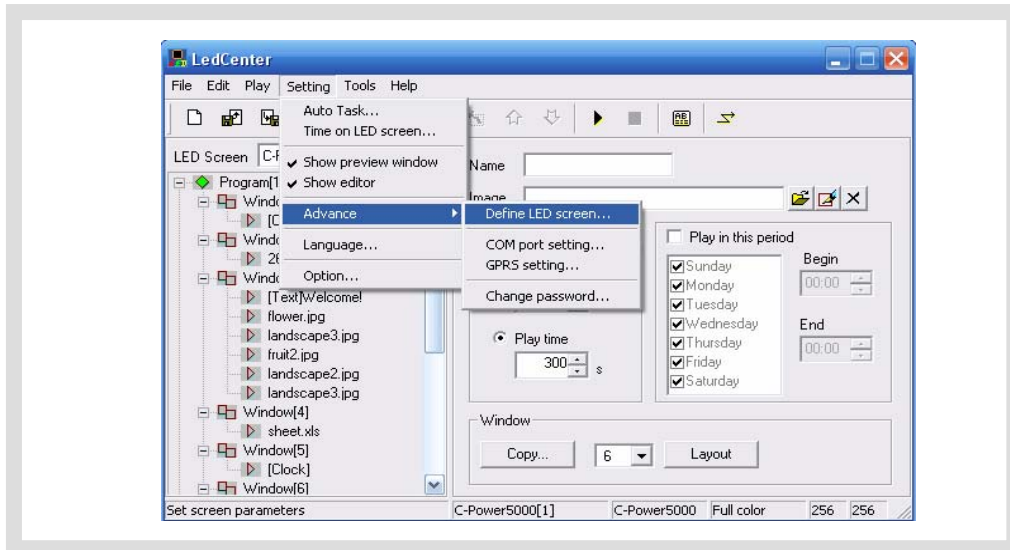 LedCenter
File Edit Play Setting Tools Help
Auto Task...
Time on LED screen...
Show preview window
Show editor
Advance
Language...
Option...
Define LED screen...
COM port setting...
GPRS setting...
Change password...
LED Screen
Program[1
[C
26
[Text]Welcome!
flower.jpg
landscape3.jpg
fruit2.jpg
landscape2.jpg
landscape3.jpg
Window[4]
sheet.xls
Window[5]
[Clock]
Window[6]
Name
Image
Play time
300 s
Play in this period
Sunday
Monday
Tuesday
Wednesday
Thursday
Friday
Saturday
Begin
00:00
End
00:00
Window
Copy... 6 Layout
Set screen parameters C-Power5000[1] C-Power5000 Full color 256 256